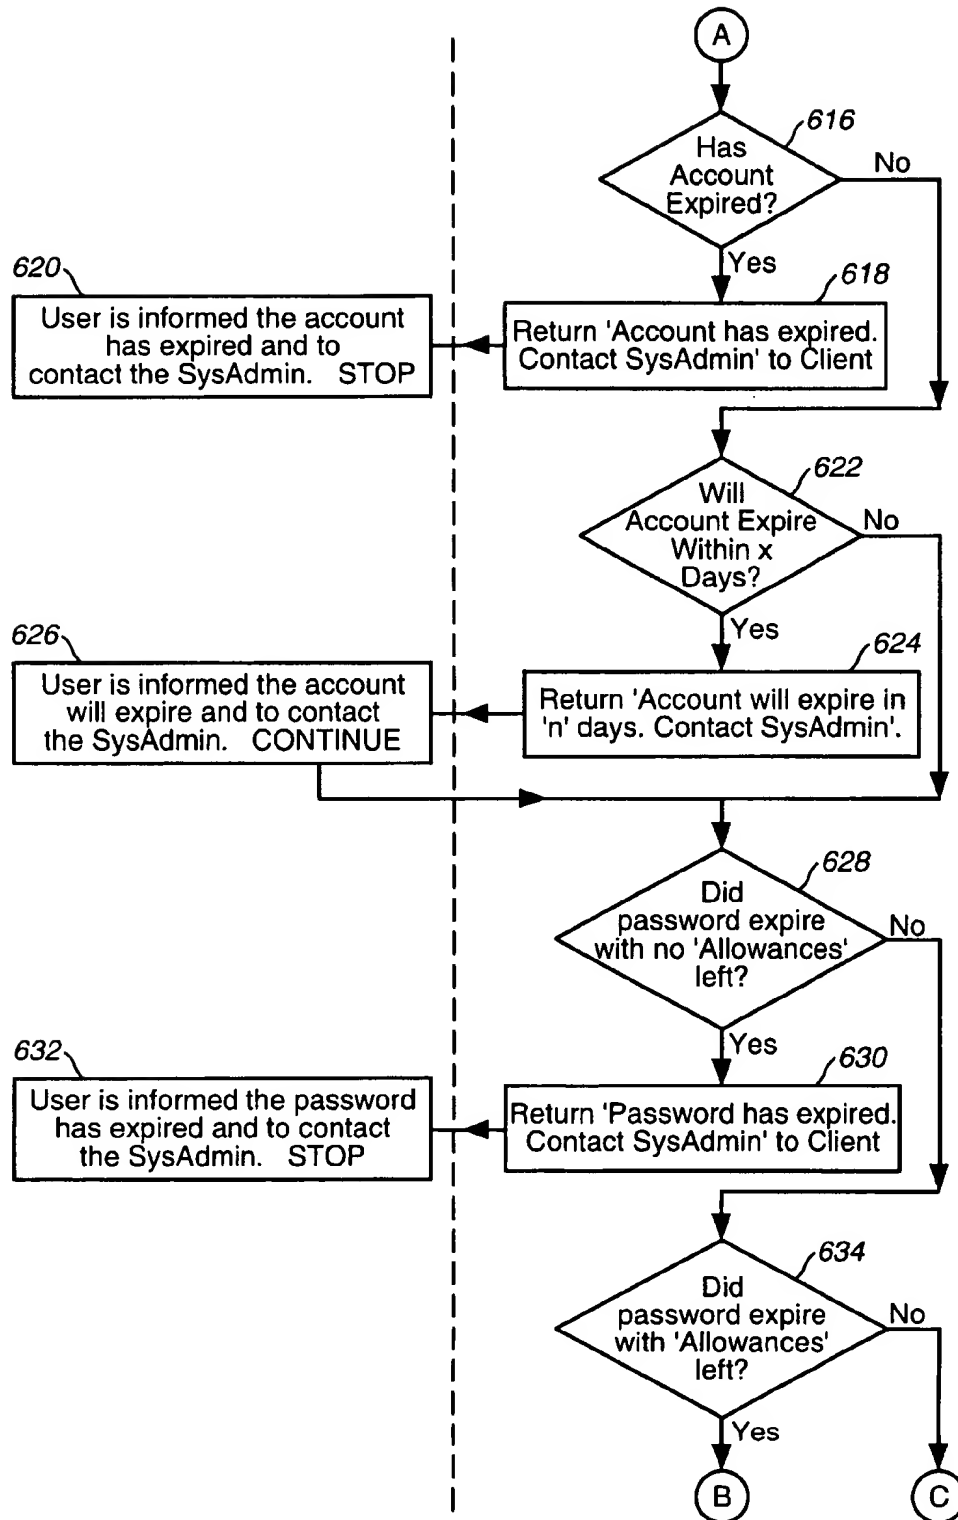 A
616
Has
Account
Expired?
No
Yes
620
User is informed the account
has expired and to
contact the SysAdmin. STOP
618
Return 'Account has expired.
Contact SysAdmin' to Client
622
Will
Account Expire
Within x
Days?
No
Yes
626
User is informed the account
will expire and to contact
the SysAdmin. CONTINUE
624
Return 'Account will expire in
'n' days. Contact SysAdmin'.
628
Did
password expire
with no 'Allowances'
left?
No
Yes
632
User is informed the password
has expired and to contact
the SysAdmin. STOP
630
Return 'Password has expired.
Contact SysAdmin' to Client
634
Did
password expire
with 'Allowances'
left?
No
Yes
B
C